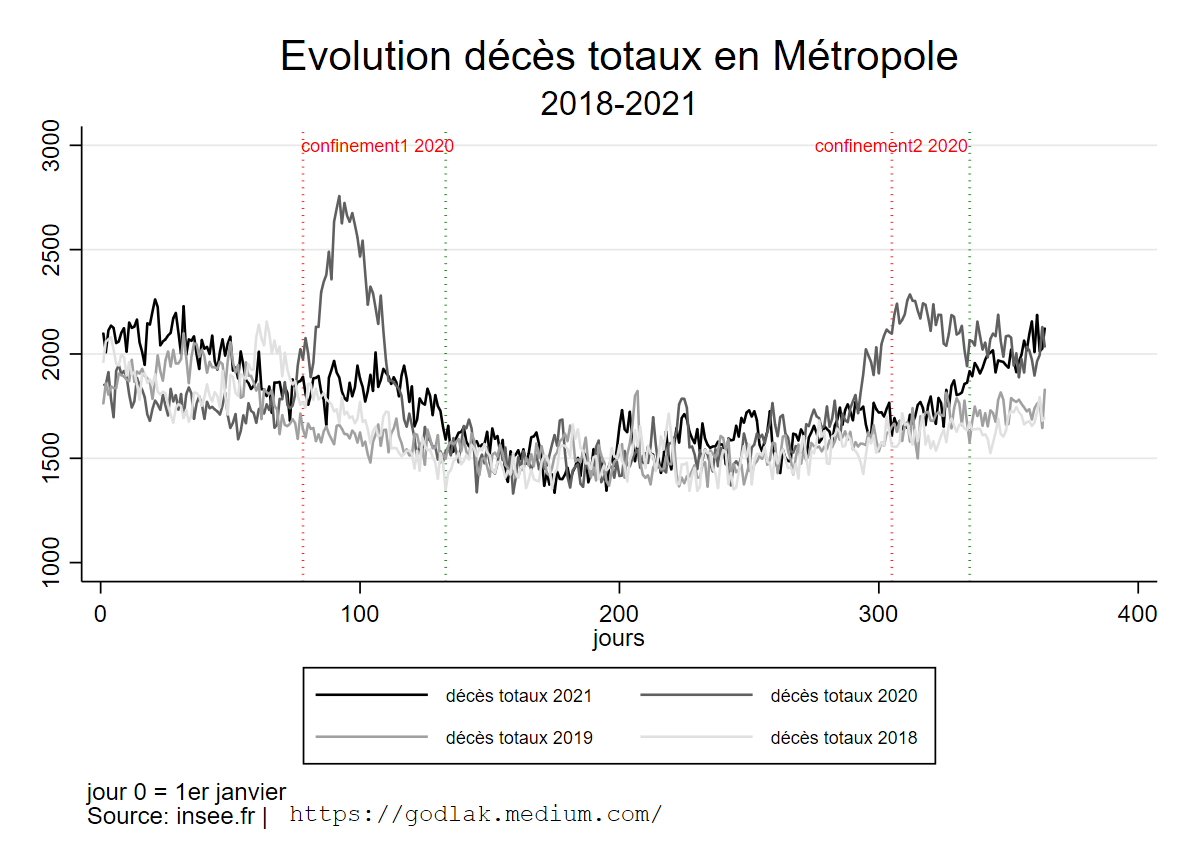 Evolution décès totaux en Métropole
2018-2021
confinement1 2020
confinement2 2020
3000
2500
2000
1500
1000
0
100
200
300
400
jours
décès totaux 2021
décès totaux 2020
décès totaux 2019
décès totaux 2018
jour 0 = 1er janvier
Source: insee.fr | https://godlak.medium.com/